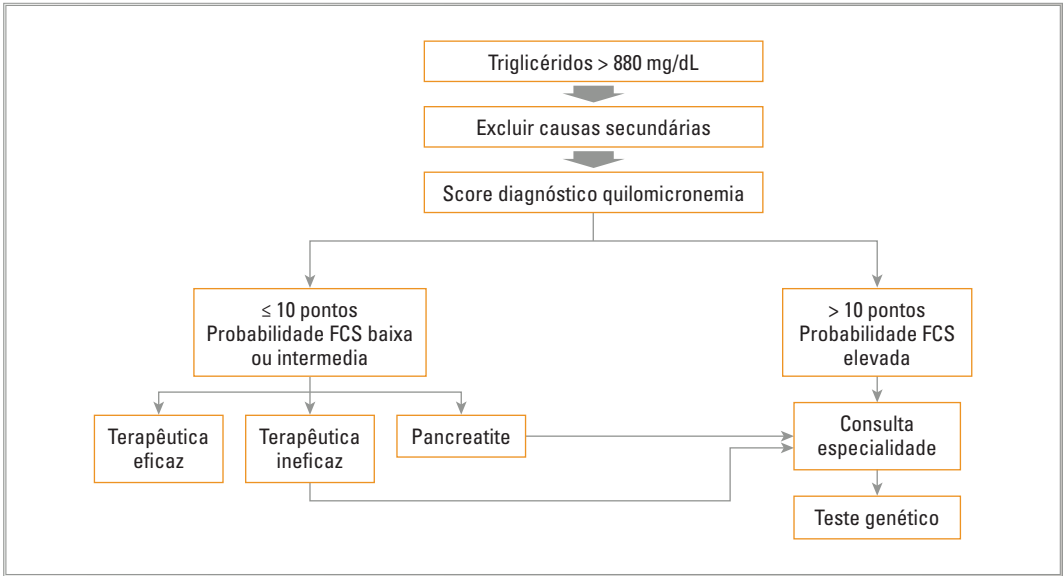 Triglicéridos > 880 mg/dL
Excluir causas secundárias
Score diagnóstico quilomicronemia
≤ 10 pontos
Probabilidade FCS baixa
ou intermedia
> 10 pontos
Probabilidade FCS
elevada
Terapêutica
eficaz
Terapêutica
ineficaz
Pancreatite
Consulta
especialidade
Teste genético